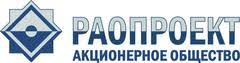 РАОПРОЕКТ
АКЦИОНЕРНОЕ ОБЩЕСТВО